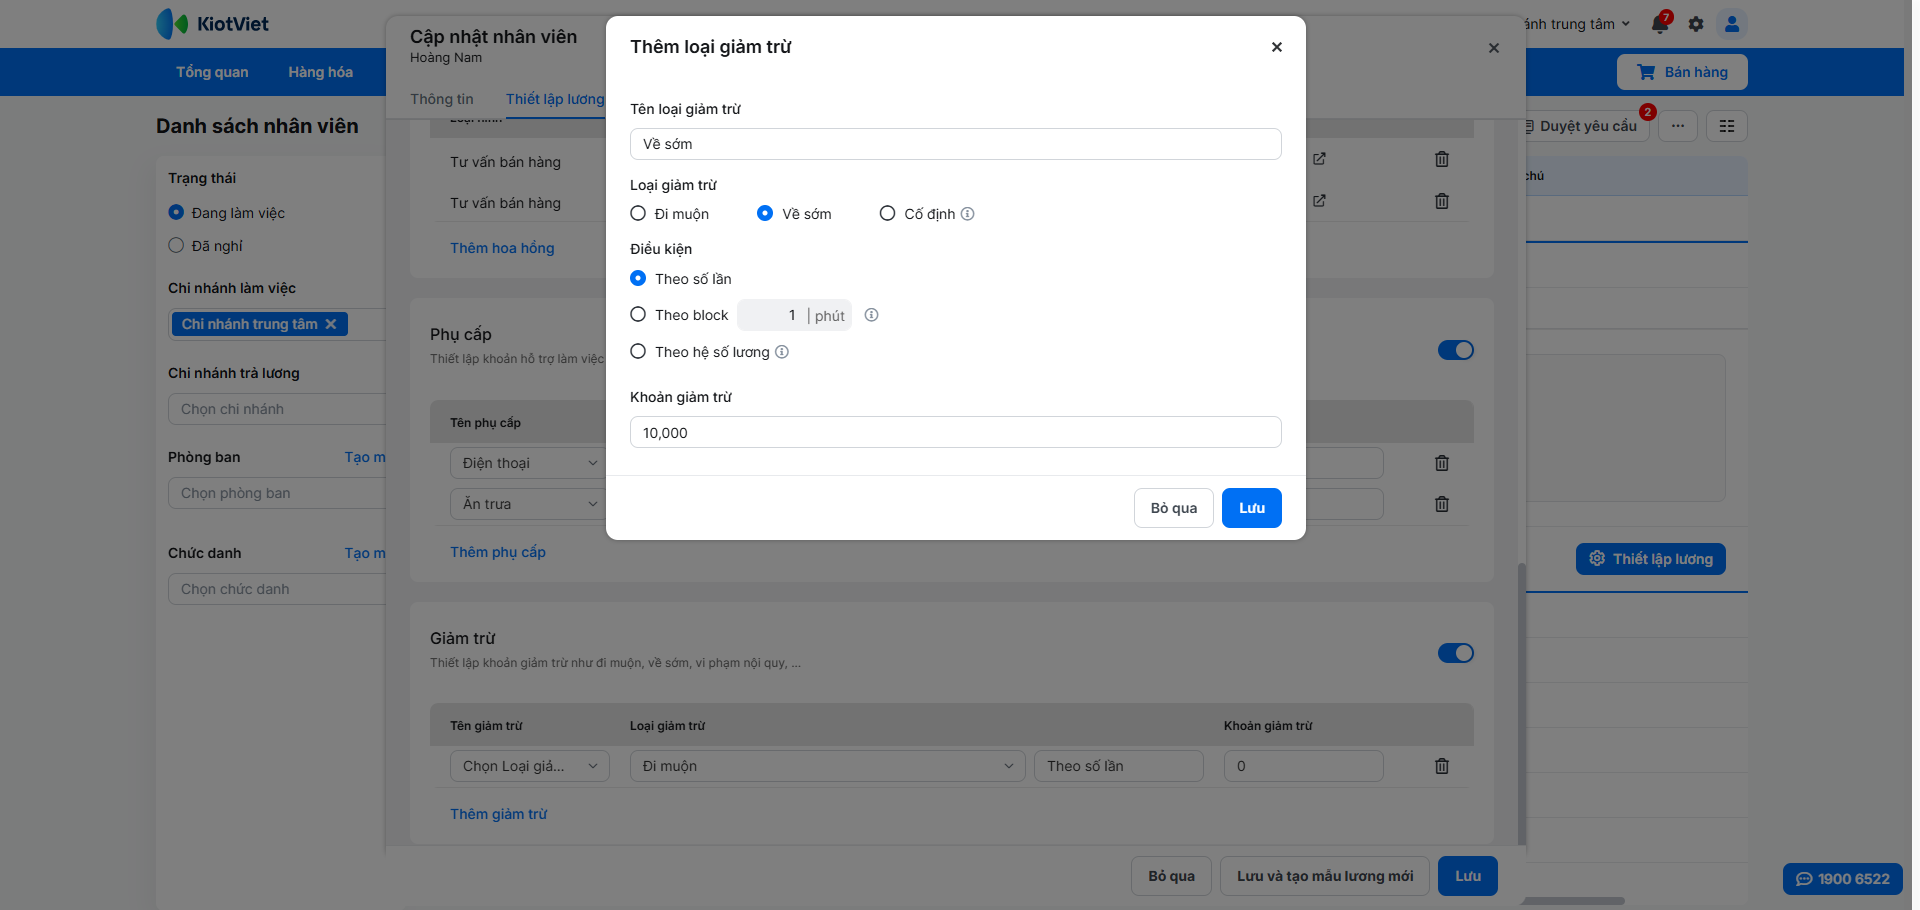 KiotViet
ánh trung tâm
7
Tổng quan
Hàng hóa
Bán hàng
Danh sách nhân viên
Duyệt yêu cầu
2
Trạng thái
Đang làm việc
Đã nghỉ
Chi nhánh làm việc
Chi nhánh trung tâm
Chi nhánh trả lương
Chọn chi nhánh
Phòng ban
Tạo m
Chọn phòng ban
Chức danh
Tạo m
Chọn chức danh
chú
Thiết lập lương
Cập nhật nhân viên
Hoàng Nam
Thông tin
Thiết lập lương
Loại hình
Tư vấn bán hàng
Tư vấn bán hàng
Thêm hoa hồng
Phụ cấp
Thiết lập khoản hỗ trợ làm việc
Tên phụ cấp
Điện thoại
Ăn trưa
Thêm phụ cấp
Giảm trừ
Thiết lập khoản giảm trừ như đi muộn, về sớm, vi phạm nội quy, ...
Tên giảm trừ
Loại giảm trừ
Khoản giảm trừ
Chọn Loại giả...
Đi muộn
Theo số lần
0
Thêm giảm trừ
Bỏ qua
Lưu và tạo mẫu lương mới
Lưu
1900 6522
Thêm loại giảm trừ
Tên loại giảm trừ
Về sớm
Loại giảm trừ
Đi muộn
Về sớm
Cố định
Điều kiện
Theo số lần
Theo block
1 | phút
Theo hệ số lương
Khoản giảm trừ
10,000
Bỏ qua
Lưu